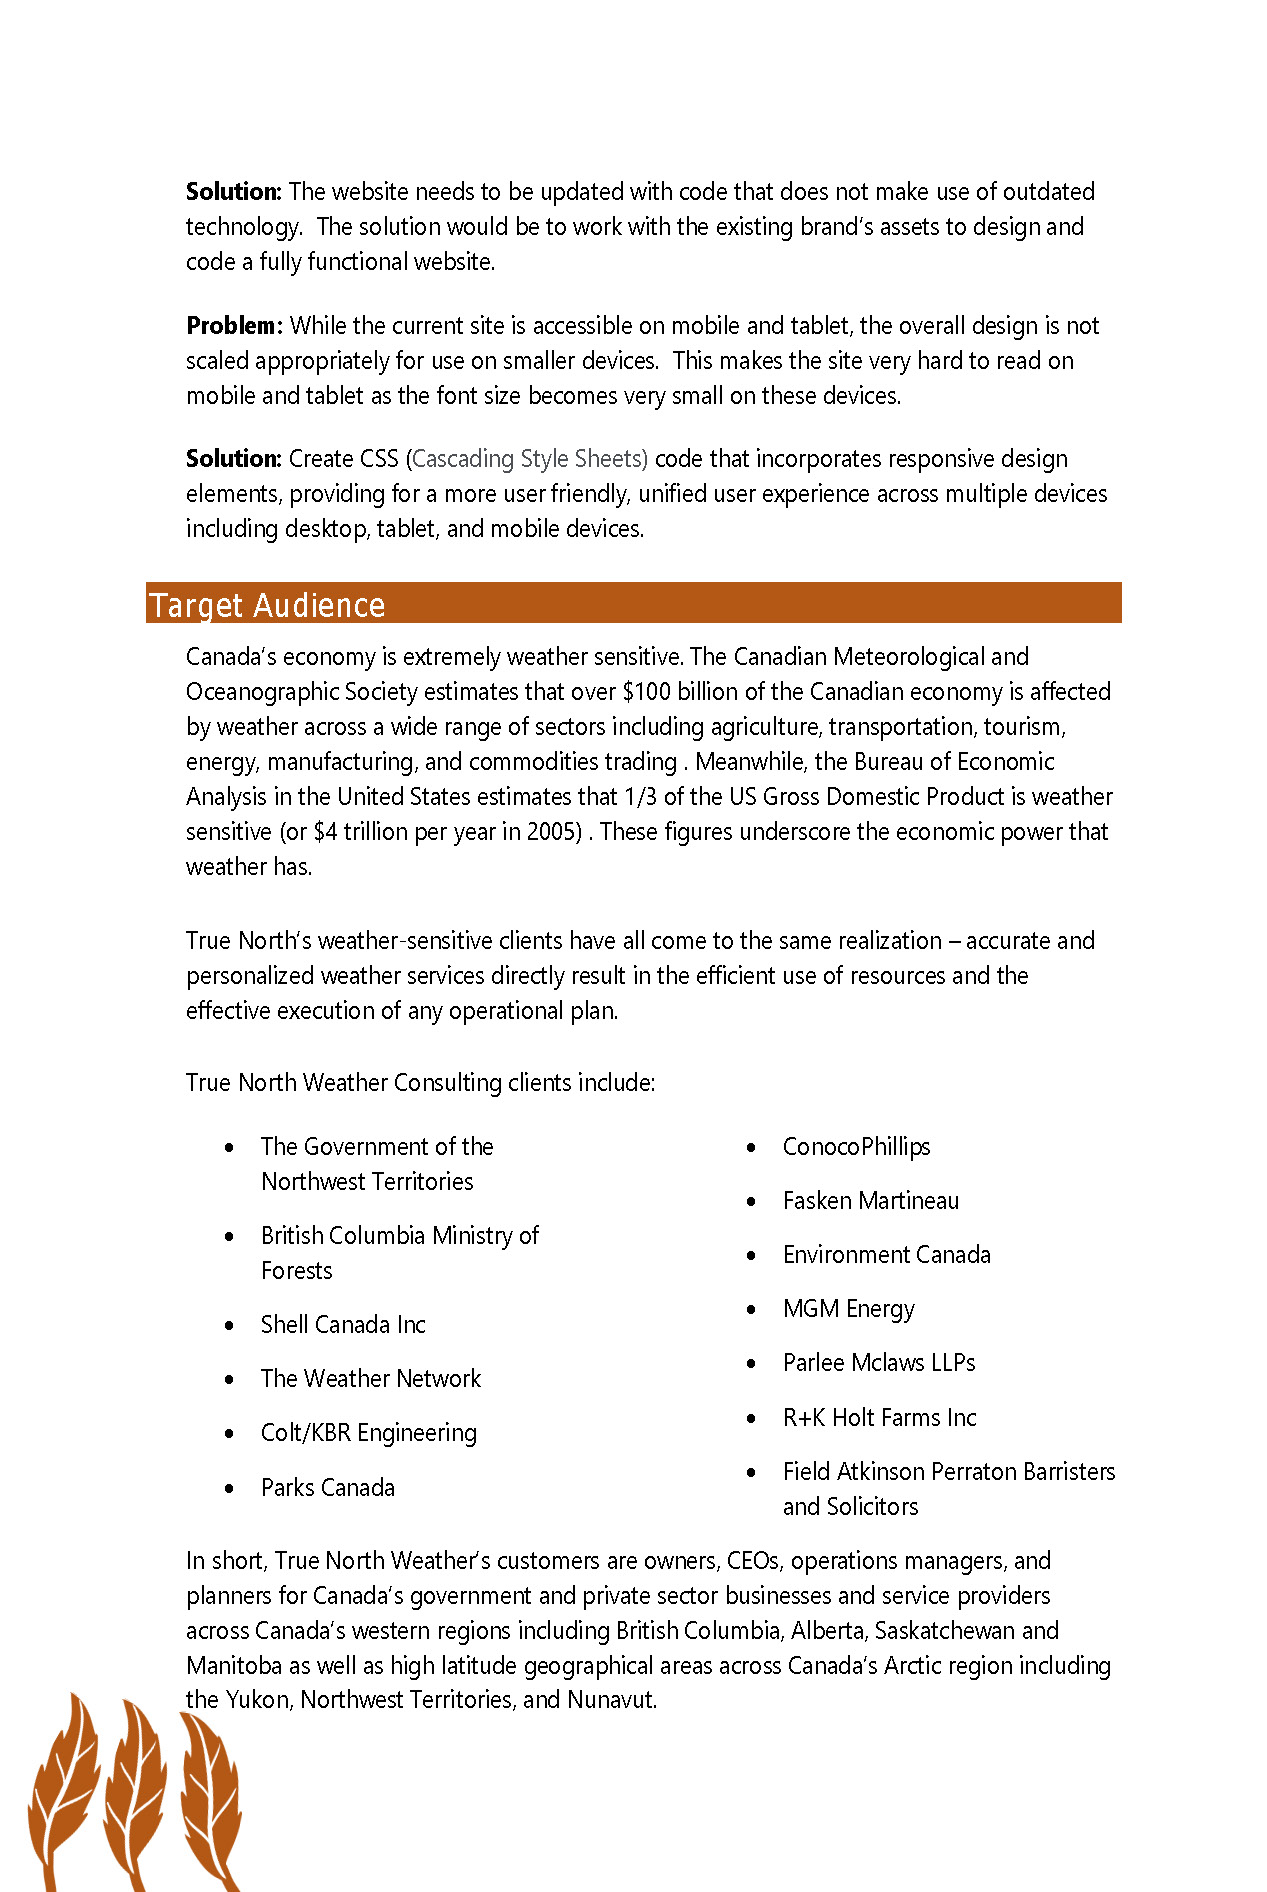 Solution: The website needs to be updated with code that does not make use of outdated
technology.  The solution would be to work with the existing brand's assets to design and
code a fully functional website.
Problem: While the current site is accessible on mobile and tablet, the overall design is not
scaled appropriately for use on smaller devices.  This makes the site very hard to read on
mobile and tablet as the font size becomes very small on these devices.
Solution: Create CSS (Cascading Style Sheets) code that incorporates responsive design
elements, providing for a more user friendly, unified user experience across multiple devices
including desktop, tablet, and mobile devices.
Target Audience
Canada's economy is extremely weather sensitive. The Canadian Meteorological and
Oceanographic Society estimates that over $100 billion of the Canadian economy is affected
by weather across a wide range of sectors including agriculture, transportation, tourism,
energy, manufacturing, and commodities trading . Meanwhile, the Bureau of Economic
Analysis in the United States estimates that 1/3 of the US Gross Domestic Product is weather
sensitive (or $4 trillion per year in 2005) . These figures underscore the economic power that
weather has.
True North's weather-sensitive clients have all come to the same realization – accurate and
personalized weather services directly result in the efficient use of resources and the
effective execution of any operational plan.
True North Weather Consulting clients include:
• The Government of the
Northwest Territories
• British Columbia Ministry of
Forests
• Shell Canada Inc
• The Weather Network
• Colt/KBR Engineering
• Parks Canada
• ConocoPhillips
• Fasken Martineau
• Environment Canada
• MGM Energy
• Parlee Mclaws LLPs
• R+K Holt Farms Inc
• Field Atkinson Perraton Barristers
and Solicitors
In short, True North Weather's customers are owners, CEOs, operations managers, and
planners for Canada's government and private sector businesses and service providers
across Canada's western regions including British Columbia, Alberta, Saskatchewan and
Manitoba as well as high latitude geographical areas across Canada's Arctic region including
the Yukon, Northwest Territories, and Nunavut.